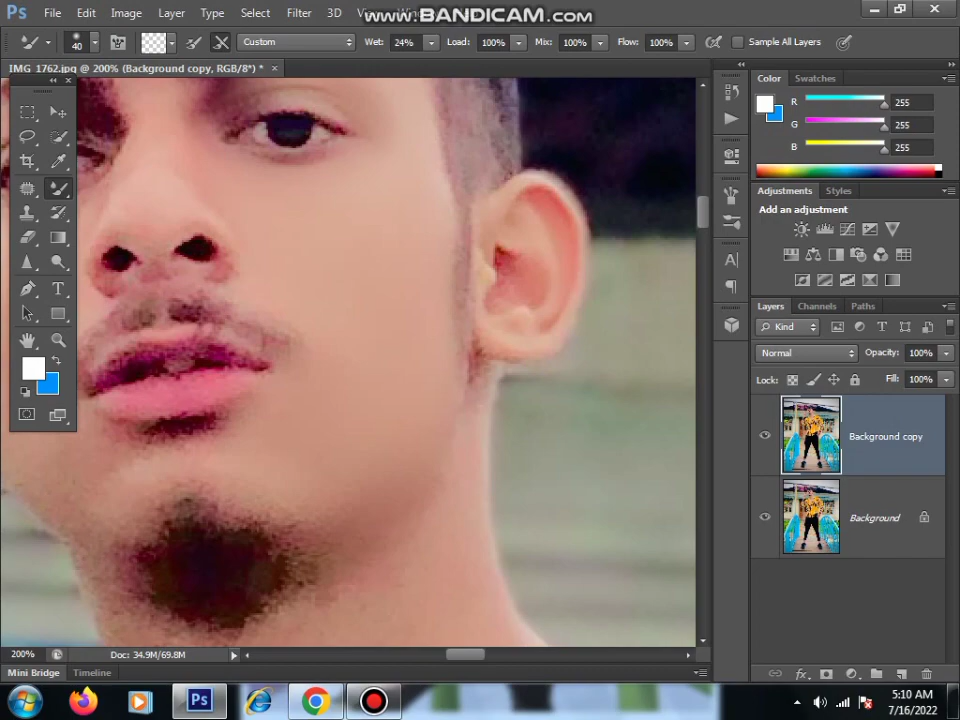 Ps File Edit Image Layer Type Select Filter 3D
www.BANDICAM.com
40 Custom Wet: 24% Load: 100% Mix: 100% Flow: 100% Sample All Layers
IMG_1762.jpg @ 200% (Background copy, RGB/8*) * ×
Color Swatches
R 255
G 255
B 255
Adjustments Styles
Add an adjustment
Layers Channels Paths
Kind
Normal Opacity: 100%
Lock: Fill: 100%
Background copy
Background
200% Doc: 34.9M/69.8M
Mini Bridge Timeline
Ps
5:10 AM
7/16/2022